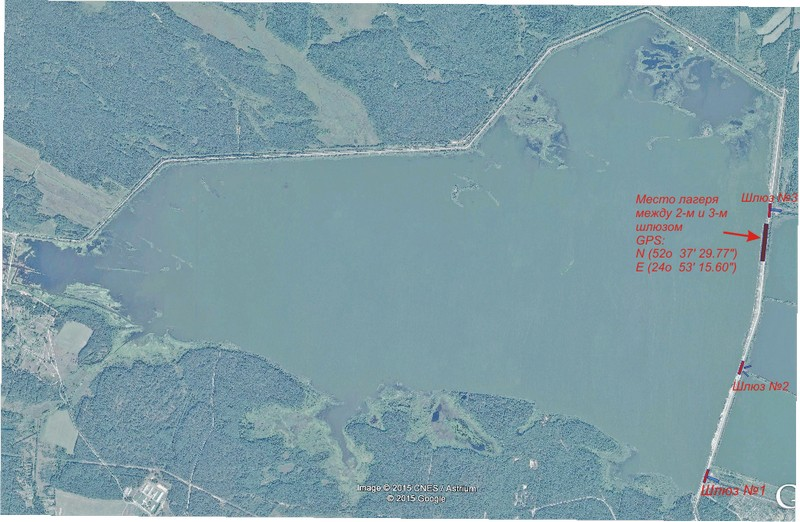 Место лагеря
между 2-м и 3-м
шлюзом
GPS:
N (52о 37' 29.77")
E (24о 53' 15.60")
Шлюз №3
Шлюз №2
Шлюз №1
Image © 2015 CNES / Astrium
© 2015 Google
G